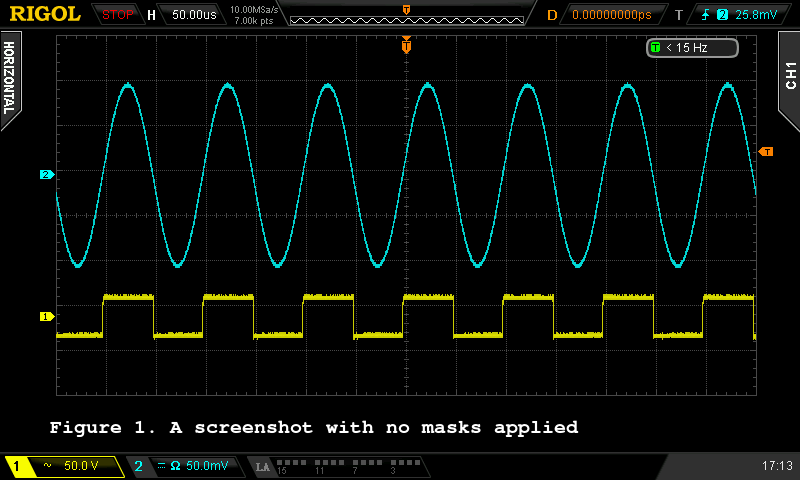 RIGOL STOP H 50.00us 10.00MSa/s 7.00k pts T D 0.00000000ps T 2 25.8mV
HORIZONTAL
T
T < 15 Hz
CH1
T
2
1
Figure 1. A screenshot with no masks applied
1 ~ 50.0 V 2 Ω 50.0mV LA 15 11 7 3 17:13